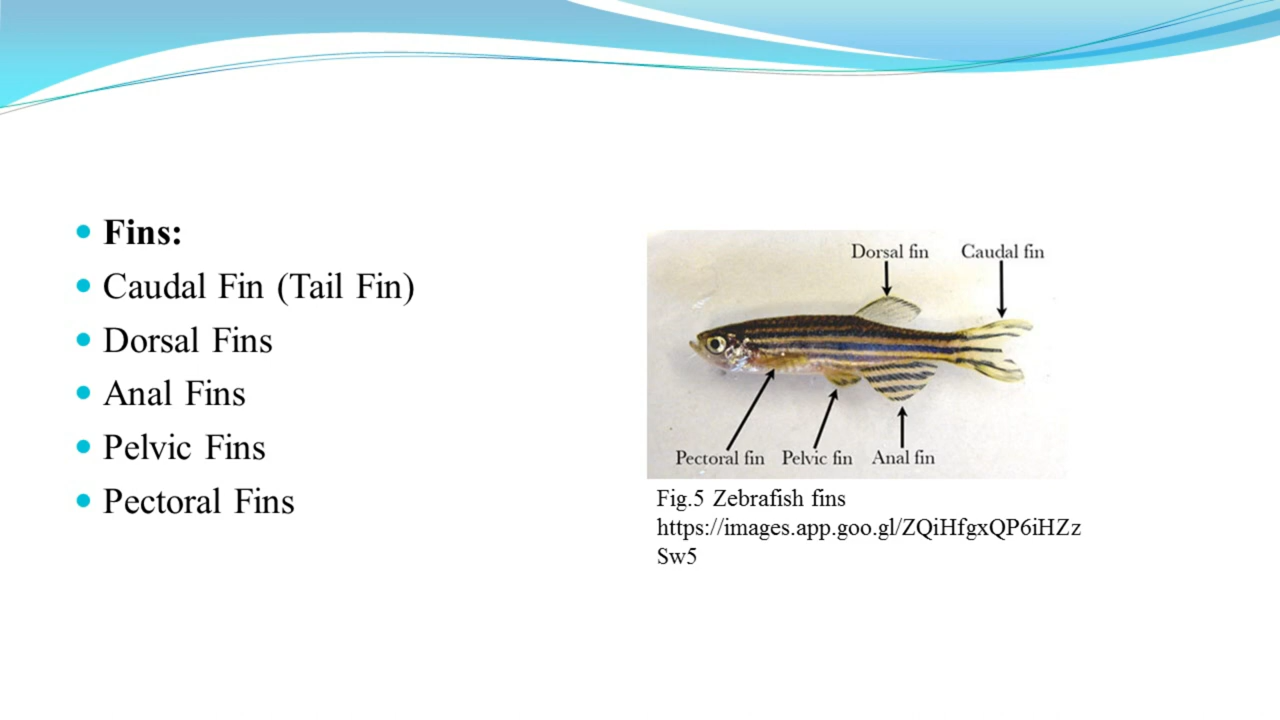 Fins:
Caudal Fin (Tail Fin)
Dorsal Fins
Anal Fins
Pelvic Fins
Pectoral Fins
Dorsal fin Caudal fin
Pectoral fin Pelvic fin Anal fin
Fig.5 Zebrafish fins
https://images.app.goo.gl/ZQiHfgxQP6iHZz
Sw5